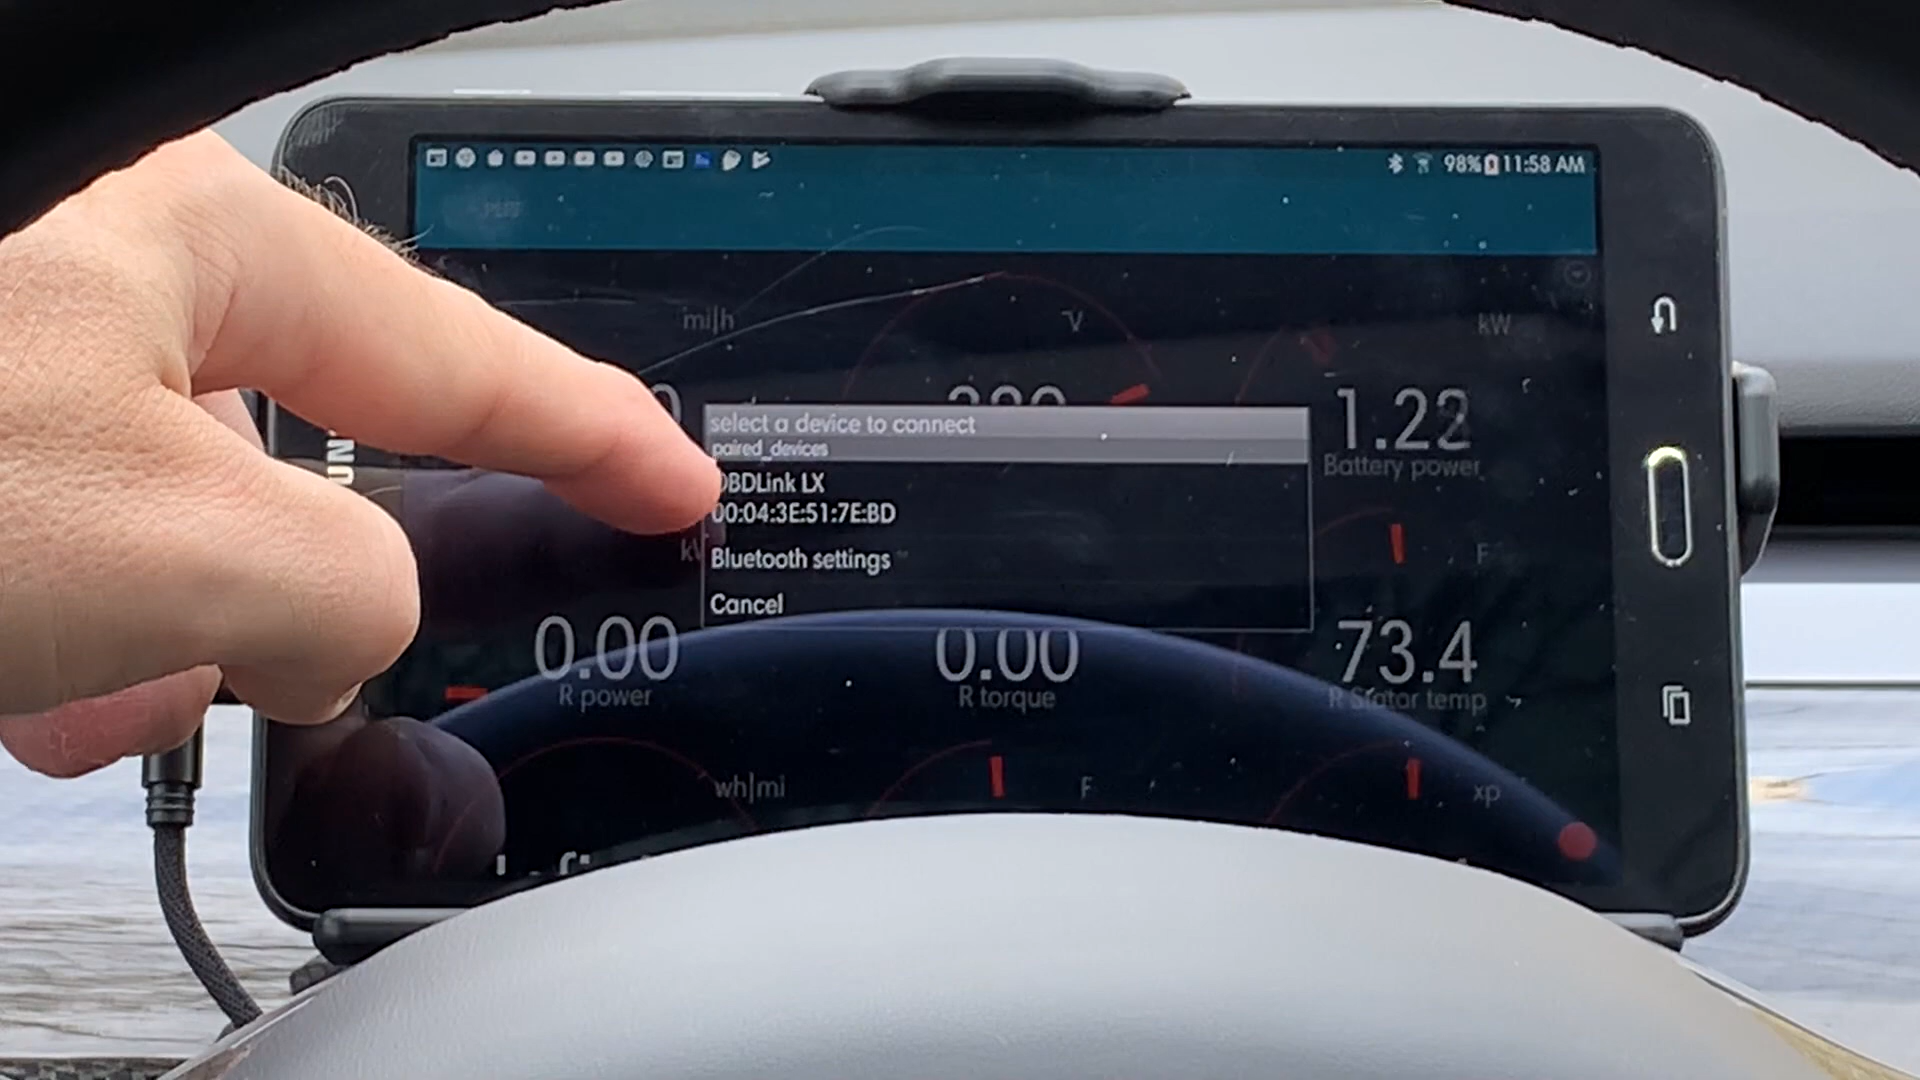 98% 11:58 AM
mi|h
V
kW
1.22
Battery power
select a device to connect
paired_devices
OBDLink LX
00:04:3E:51:7E:BD
Bluetooth settings
Cancel
F
0.00
R power
0.00
R torque
73.4
R Stator temp
wh|mi
F
xp